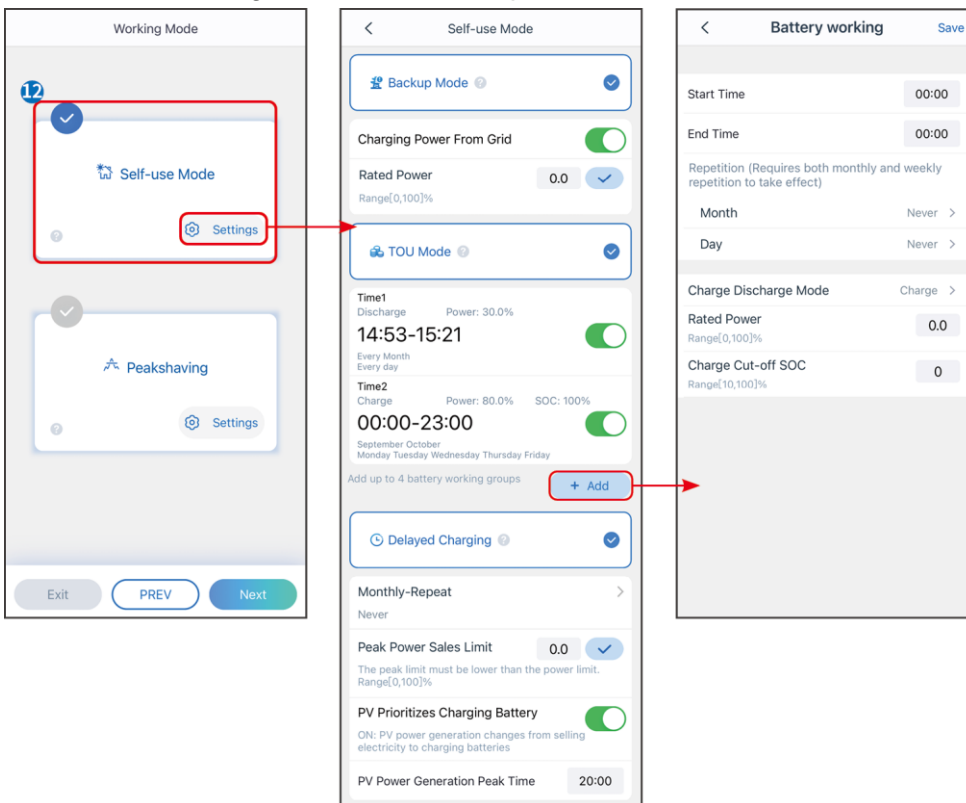 Working Mode
12
Self-use Mode
Settings
Peakshaving
Settings
Exit
PREV
Next
Self-use Mode
Backup Mode
Charging Power From Grid
Rated Power
0.0
Range[0,100]%
TOU Mode
Time1
Discharge Power: 30.0%
14:53-15:21
Every Month
Every day
Time2
Charge Power: 80.0% SOC: 100%
00:00-23:00
September October
Monday Tuesday Wednesday Thursday Friday
Add up to 4 battery working groups
+ Add
Delayed Charging
Monthly-Repeat
Never
Peak Power Sales Limit
0.0
The peak limit must be lower than the power limit.
Range[0,100]%
PV Prioritizes Charging Battery
ON: PV power generation changes from selling
electricity to charging batteries
PV Power Generation Peak Time 20:00
Battery working Save
Start Time 00:00
End Time 00:00
Repetition (Requires both monthly and weekly
repetition to take effect)
Month Never
Day Never
Charge Discharge Mode Charge
Rated Power
0.0
Range[0,100]%
Charge Cut-off SOC
0
Range[10,100]%